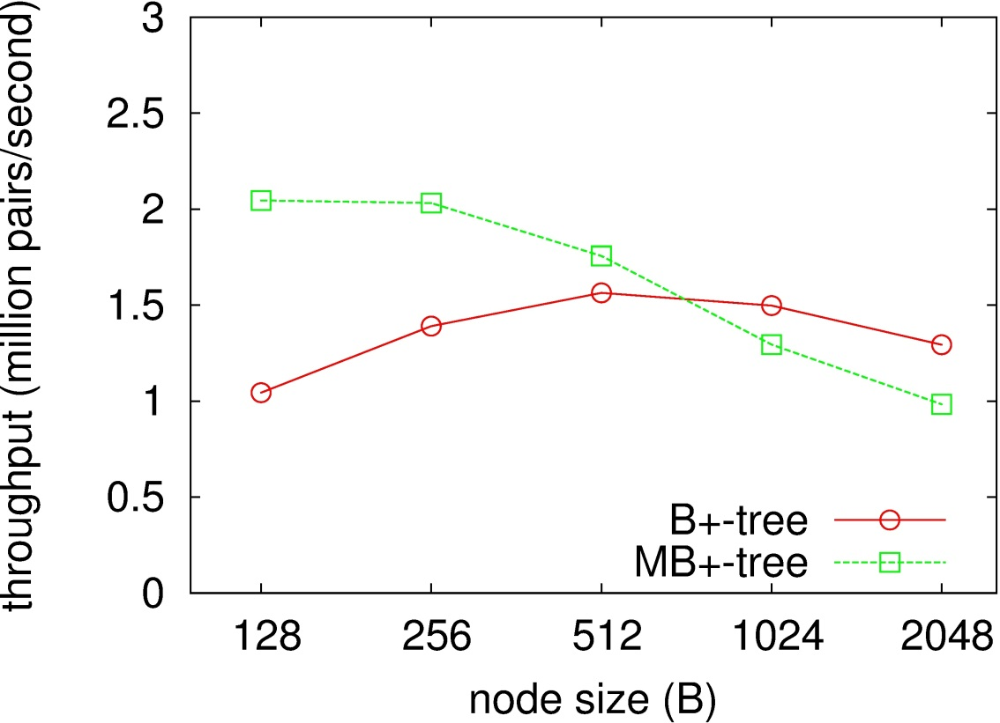 throughput (million pairs/second)
3
2.5
2
1.5
1
0.5
0
B+-tree
MB+-tree
128 256 512 1024 2048
node size (B)